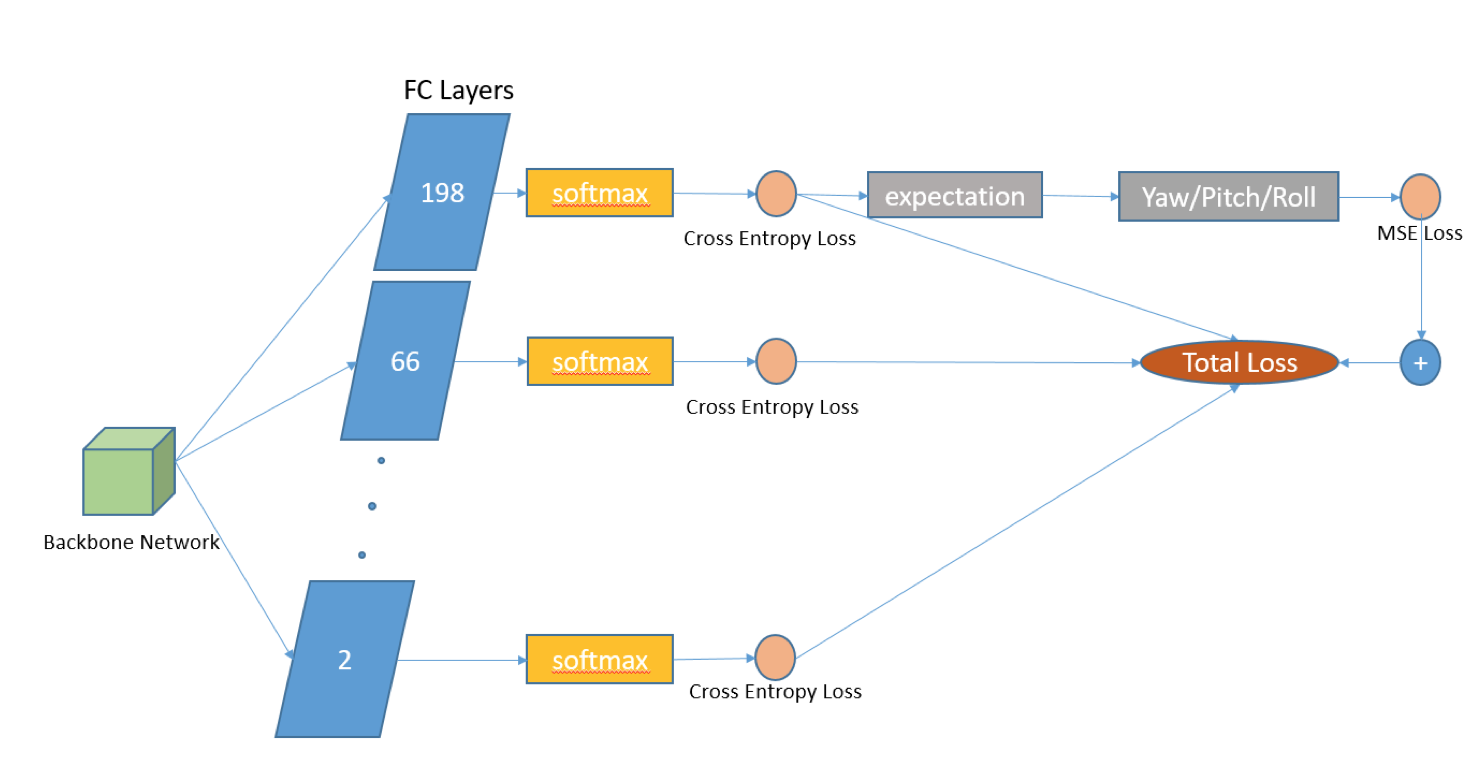 FC Layers
198
softmax
Cross Entropy Loss
expectation
Yaw/Pitch/Roll
MSE Loss
66
softmax
Cross Entropy Loss
Total Loss
+
Backbone Network
2
softmax
Cross Entropy Loss